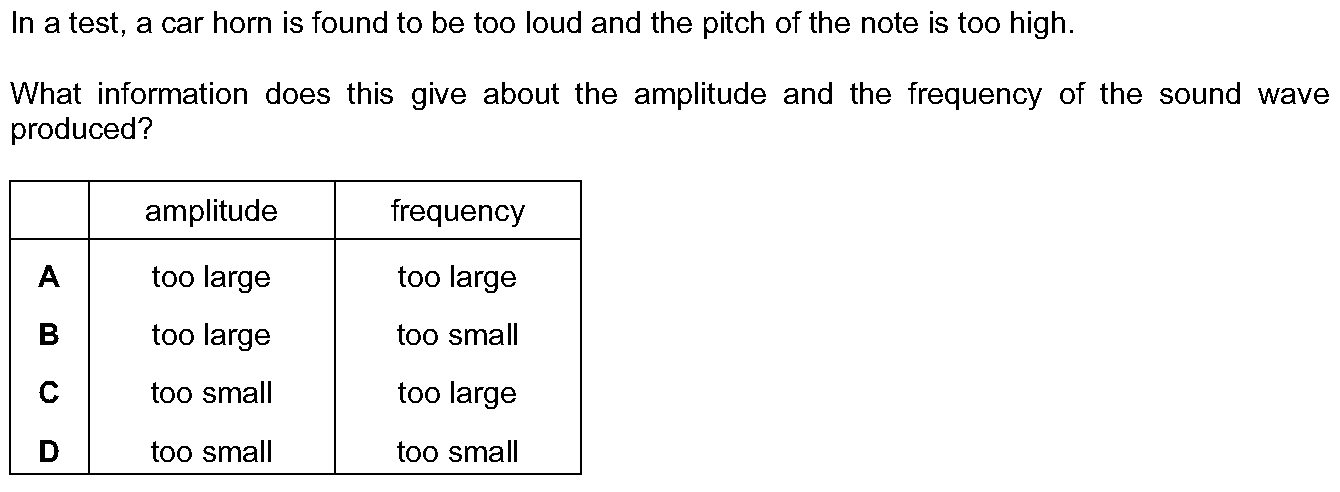 In a test, a car horn is found to be too loud and the pitch of the note is too high.
What information does this give about the amplitude and the frequency of the sound wave
produced?
amplitude frequency
A too large too large
B too large too small
C too small too large
D too small too small